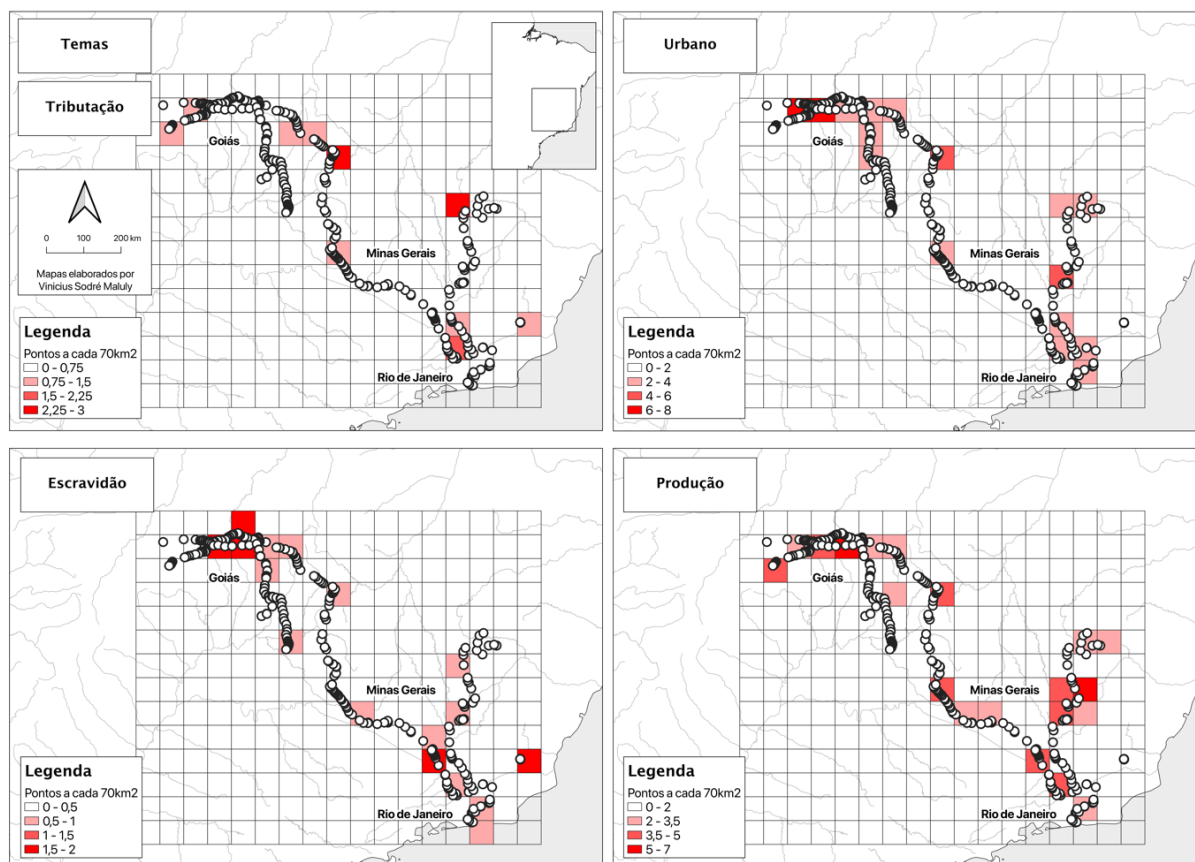 Temas
Tributação
Goiás
Minas Gerais
Rio de Janeiro
0 100 200 km
Mapas elaborados por
Vinicius Sodré Maluly
Legenda
Pontos a cada 70km2
0 - 0,75
0,75 - 1,5
1,5 - 2,25
2,25 - 3
Urbano
Goiás
Minas Gerais
Rio de Janeiro
Legenda
Pontos a cada 70km2
0 - 2
2 - 4
4 - 6
6 - 8
Escravidão
Goiás
Minas Gerais
Rio de Janeiro
Legenda
Pontos a cada 70km2
0 - 0,5
0,5 - 1
1 - 1,5
1,5 - 2
Produção
Goiás
Minas Gerais
Rio de Janeiro
Legenda
Pontos a cada 70km2
0 - 2
2 - 3,5
3,5 - 5
5 - 7